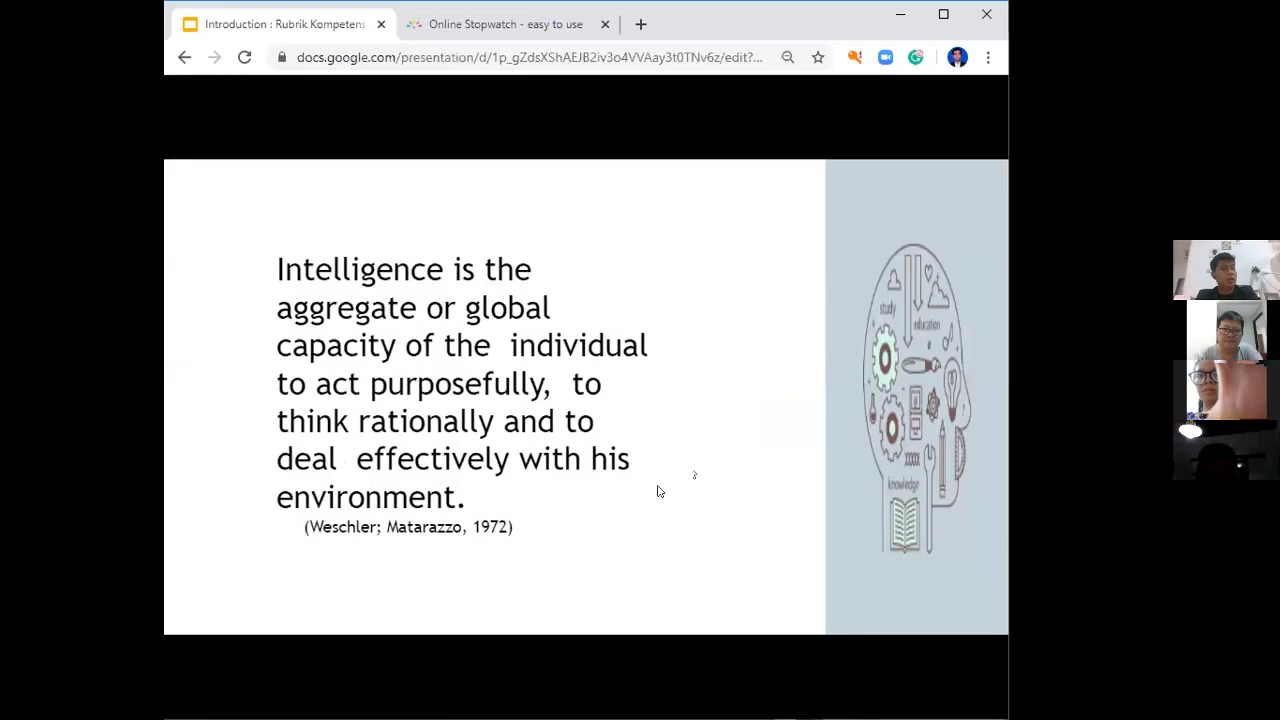 Introduction : Rubrik Kompetens
Online Stopwatch - easy to use
docs.google.com/presentation/d/1p_gZdsXShAEJB2iv3o4VVAay3t0TNv6z/edit?...
Intelligence is the
aggregate or global
capacity of the individual
to act purposefully, to
think rationally and to
deal effectively with his
environment.
(Weschler; Matarazzo, 1972)
study
education
knowledge